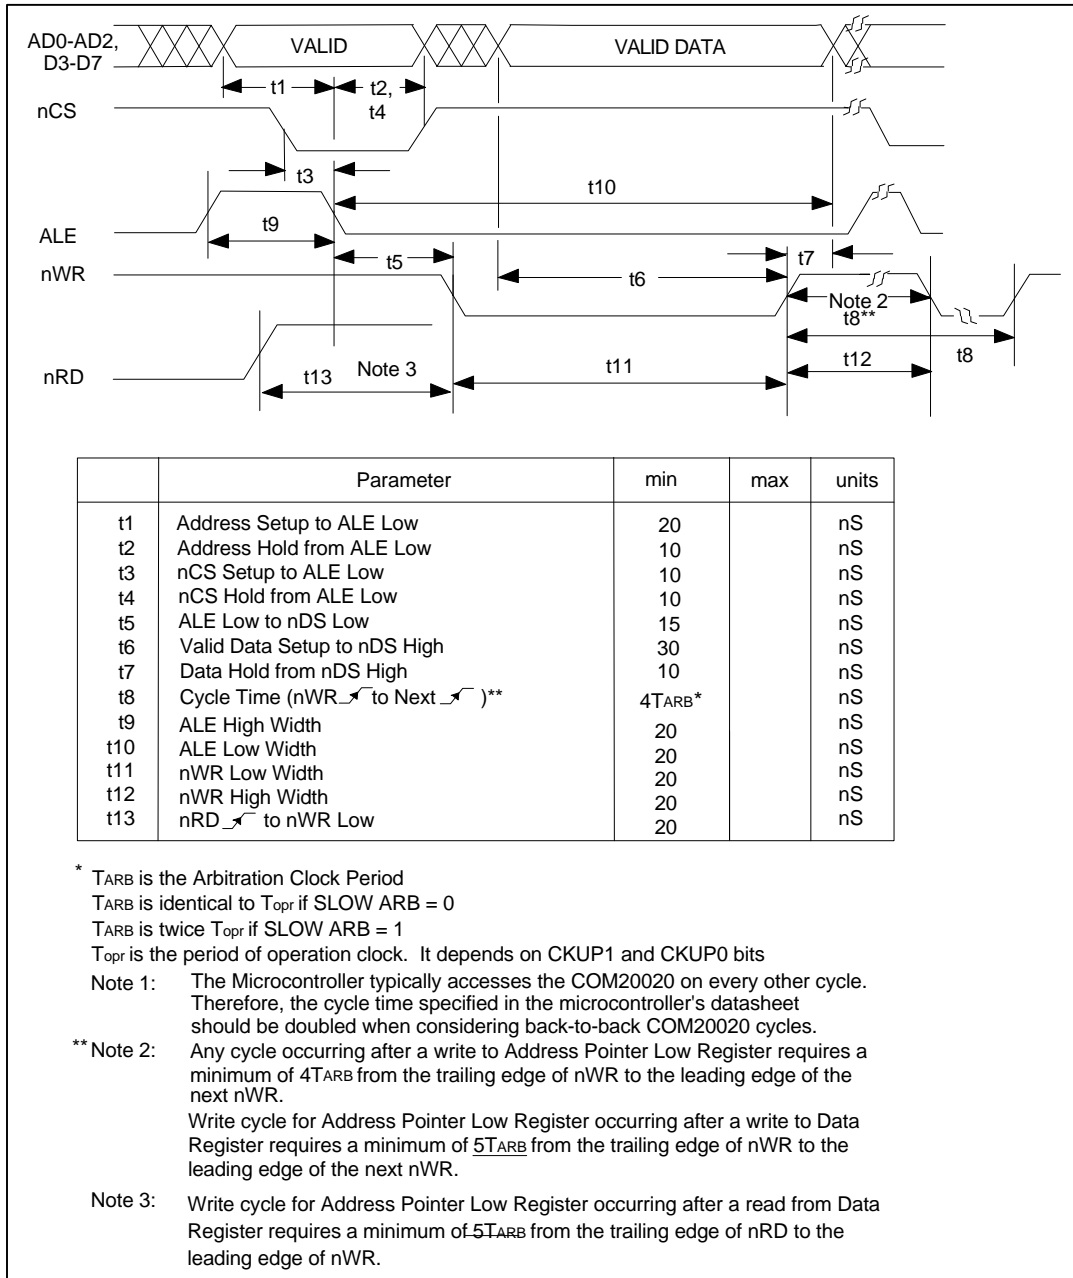 AD0-AD2,
D3-D7
VALID
VALID DATA
t1
t2,
t4
nCS
t3
t10
ALE
t9
nWR
t5
t6
t7
Note 2
t8**
t8
nRD
t13
Note 3
t11
t12
Parameter min max units
t1 Address Setup to ALE Low 20 nS
t2 Address Hold from ALE Low 10 nS
t3 nCS Setup to ALE Low 10 nS
t4 nCS Hold from ALE Low 10 nS
t5 ALE Low to nDS Low 15 nS
t6 Valid Data Setup to nDS High 30 nS
t7 Data Hold from nDS High 10 nS
t8 Cycle Time (nWR to Next )** 4TARB* nS
t9 ALE High Width 20 nS
t10 ALE Low Width 20 nS
t11 nWR Low Width 20 nS
t12 nWR High Width 20 nS
t13 nRD to nWR Low 20 nS
* TARB is the Arbitration Clock Period
TARB is identical to Topr if SLOW ARB = 0
TARB is twice Topr if SLOW ARB = 1
Topr is the period of operation clock. It depends on CKUP1 and CKUP0 bits
Note 1: The Microcontroller typically accesses the COM20020 on every other cycle.
Therefore, the cycle time specified in the microcontroller's datasheet
should be doubled when considering back-to-back COM20020 cycles.
** Note 2: Any cycle occurring after a write to Address Pointer Low Register requires a
minimum of 4TARB from the trailing edge of nWR to the leading edge of the
next nWR.
Write cycle for Address Pointer Low Register occurring after a write to Data
Register requires a minimum of 5TARB from the trailing edge of nWR to the
leading edge of the next nWR.
Note 3: Write cycle for Address Pointer Low Register occurring after a read from Data
Register requires a minimum of 5TARB from the trailing edge of nRD to the
leading edge of nWR.